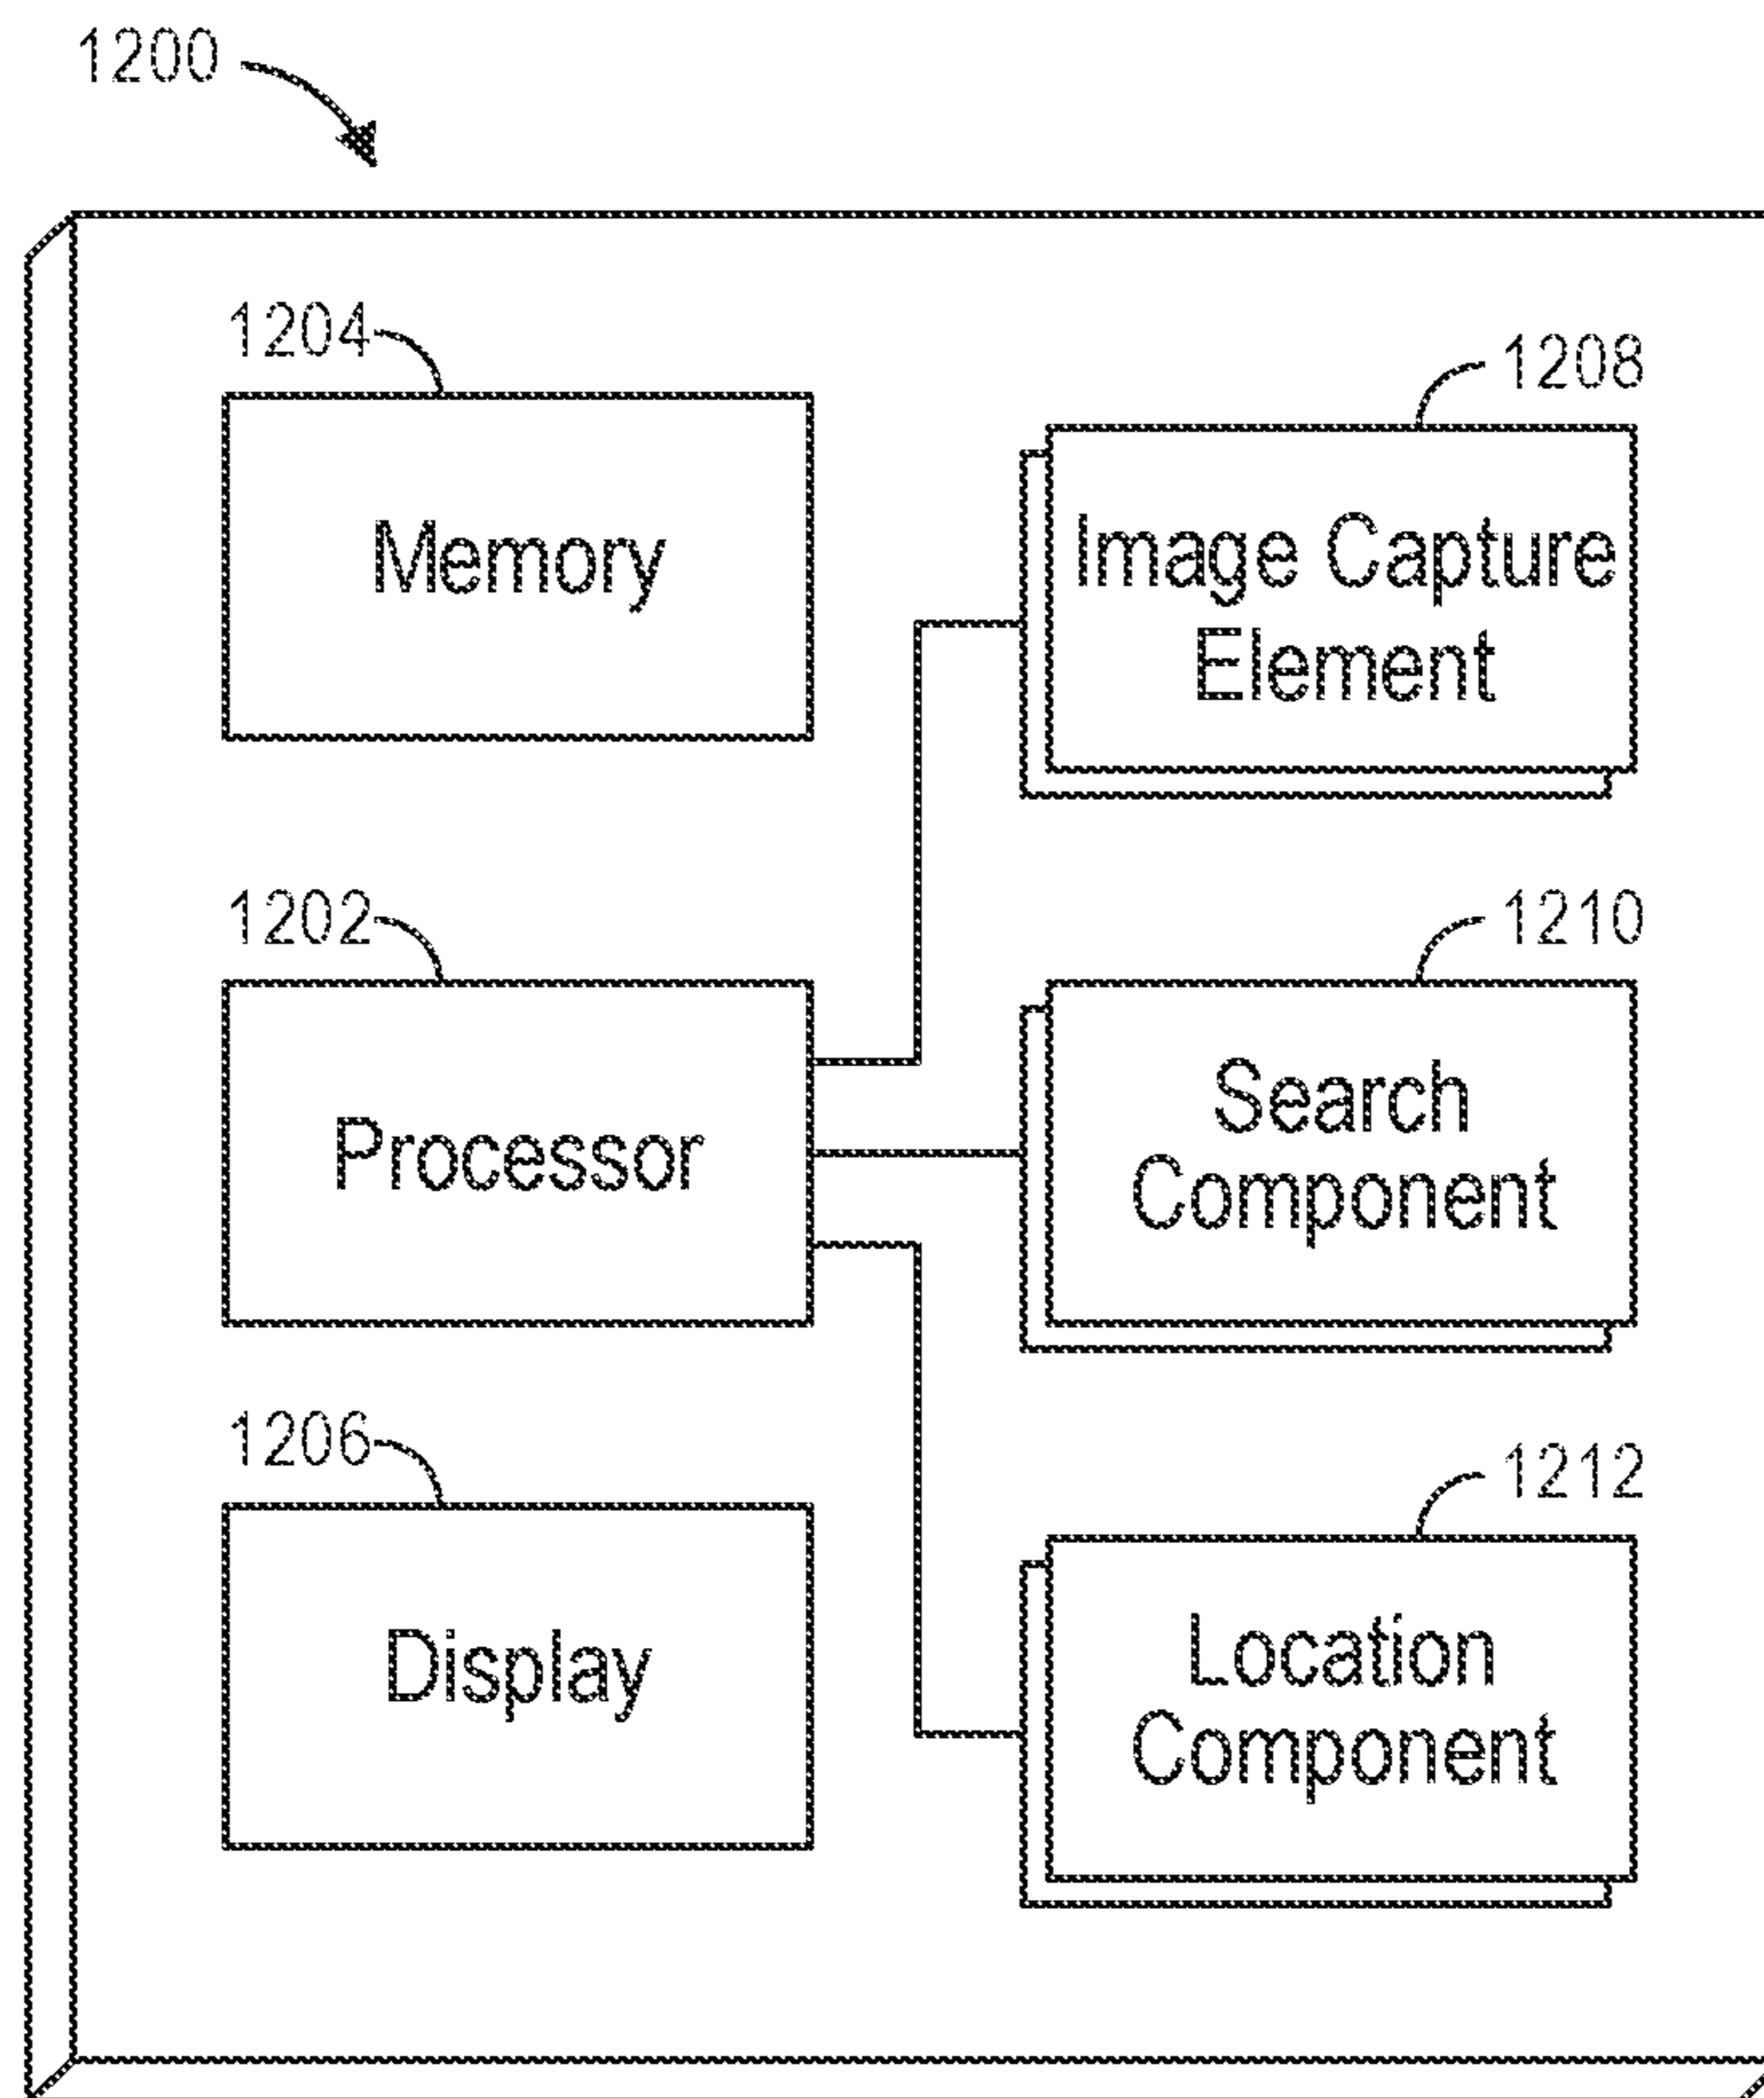 1200
1204
Memory
1208
Image Capture
Element
1202
Processor
1210
Search
Component
1206
Display
1212
Location
Component